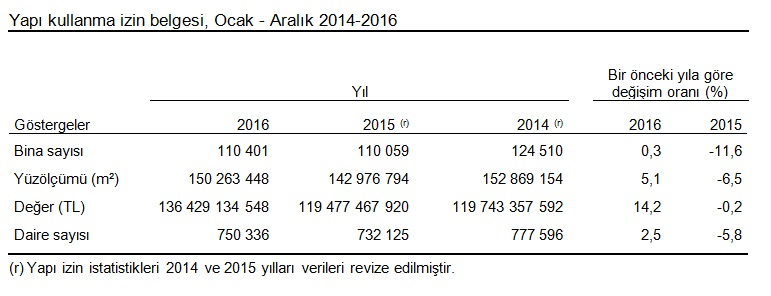 Yapı kullanma izin belgesi, Ocak - Aralık 2014-2016
Bir önceki yıla göre
Yıl değişim oranı (%)
Göstergeler 2016 2015 (r) 2014 (r) 2016 2015
Bina sayısı 110 401 110 059 124 510 0,3 -11,6
Yüzölçümü (m²) 150 263 448 142 976 794 152 869 154 5,1 -6,5
Değer (TL) 136 429 134 548 119 477 467 920 119 743 357 592 14,2 -0,2
Daire sayısı 750 336 732 125 777 596 2,5 -5,8
(r) Yapı izin istatistikleri 2014 ve 2015 yılları verileri revize edilmiştir.